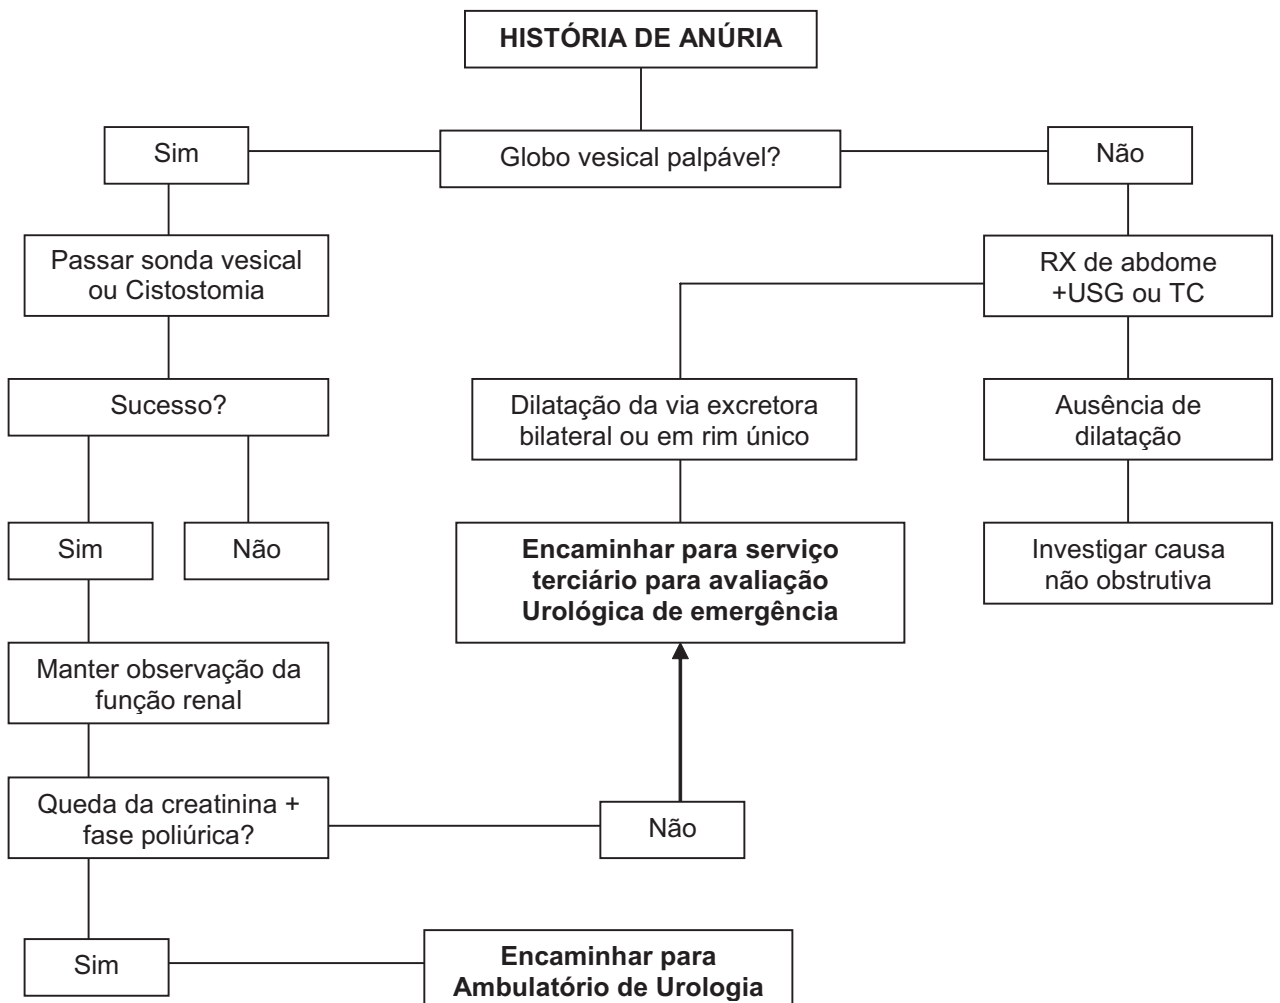 HISTÓRIA DE ANÚRIA
Sim
Globo vesical palpável?
Não
Passar sonda vesical
ou Cistostomia
RX de abdome
+USG ou TC
Sucesso?
Dilatação da via excretora
bilateral ou em rim único
Ausência de
dilatação
Sim
Não
Encaminhar para serviço
terciário para avaliação
Urológica de emergência
Investigar causa
não obstrutiva
Manter observação da
função renal
Queda da creatinina +
fase poliúrica?
Não
Sim
Encaminhar para
Ambulatório de Urologia